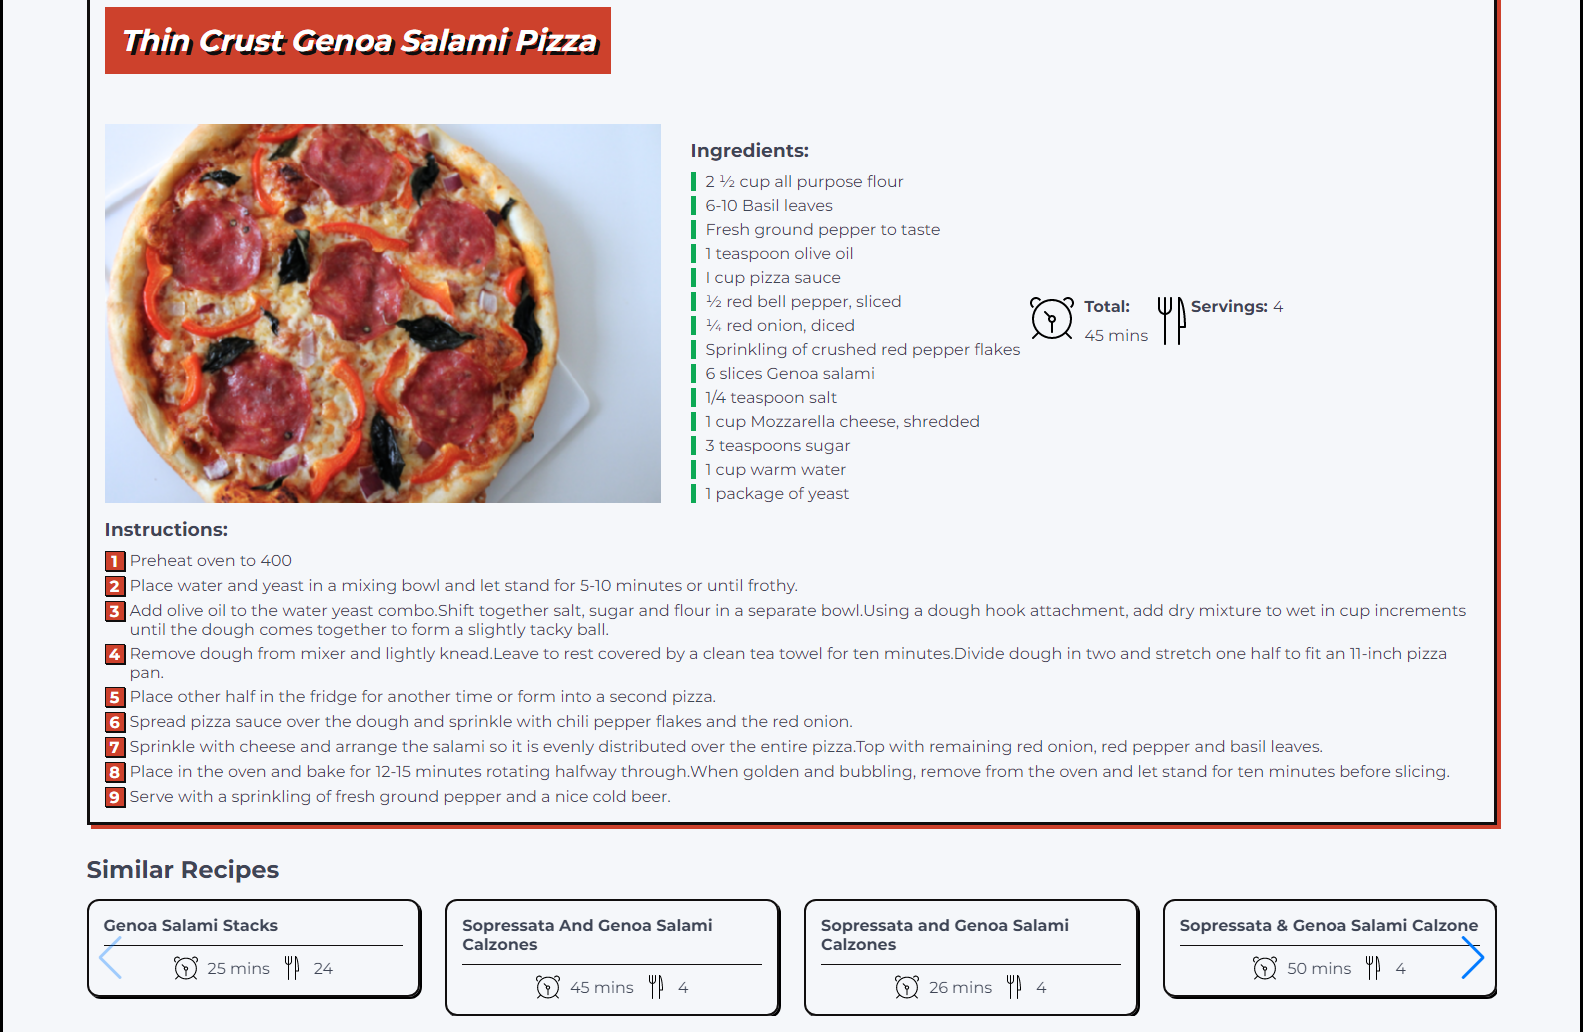 Thin Crust Genoa Salami Pizza
Ingredients:
2 ½ cup all purpose flour
6-10 Basil leaves
Fresh ground pepper to taste
1 teaspoon olive oil
I cup pizza sauce
½ red bell pepper, sliced
¼ red onion, diced
Sprinkling of crushed red pepper flakes
6 slices Genoa salami
1/4 teaspoon salt
1 cup Mozzarella cheese, shredded
3 teaspoons sugar
1 cup warm water
1 package of yeast
Total:
45 mins
Servings: 4
Instructions:
1 Preheat oven to 400
2 Place water and yeast in a mixing bowl and let stand for 5-10 minutes or until frothy.
3 Add olive oil to the water yeast combo.Shift together salt, sugar and flour in a separate bowl.Using a dough hook attachment, add dry mixture to wet in cup increments
until the dough comes together to form a slightly tacky ball.
4 Remove dough from mixer and lightly knead.Leave to rest covered by a clean tea towel for ten minutes.Divide dough in two and stretch one half to fit an 11-inch pizza
pan.
5 Place other half in the fridge for another time or form into a second pizza.
6 Spread pizza sauce over the dough and sprinkle with chili pepper flakes and the red onion.
7 Sprinkle with cheese and arrange the salami so it is evenly distributed over the entire pizza.Top with remaining red onion, red pepper and basil leaves.
8 Place in the oven and bake for 12-15 minutes rotating halfway through.When golden and bubbling, remove from the oven and let stand for ten minutes before slicing.
9 Serve with a sprinkling of fresh ground pepper and a nice cold beer.
Similar Recipes
Genoa Salami Stacks
25 mins 24
Sopressata And Genoa Salami
Calzones
45 mins 4
Sopressata and Genoa Salami
Calzones
26 mins 4
Sopressata & Genoa Salami Calzone
50 mins 4